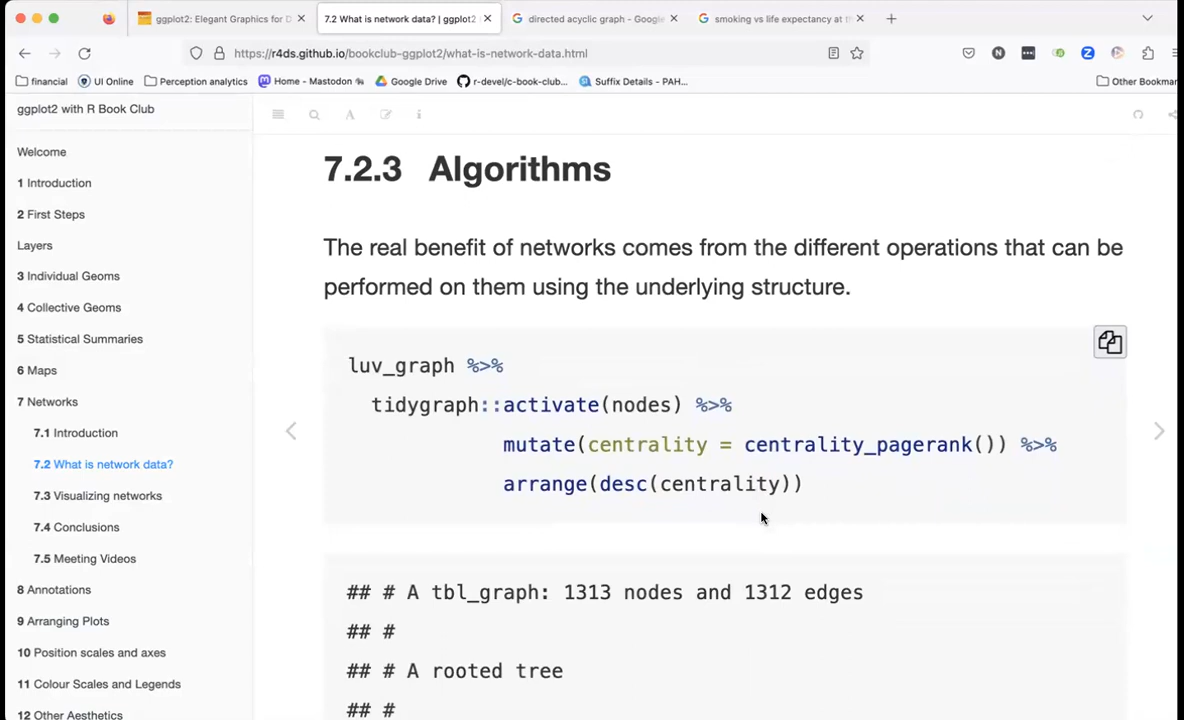 ggplot2: Elegant Graphics for D
7.2 What is network data? | ggplot2
directed acyclic graph - Google
smoking vs life expectancy at th
https://r4ds.github.io/bookclub-ggplot2/what-is-network-data.html
financial
UI Online
Perception analytics
Home - Mastodon
Google Drive
r-devel/c-book-club...
Suffix Details - PAH...
Other Bookmar
ggplot2 with R Book Club
Welcome
1 Introduction
2 First Steps
Layers
3 Individual Geoms
4 Collective Geoms
5 Statistical Summaries
6 Maps
7 Networks
7.1 Introduction
7.2 What is network data?
7.3 Visualizing networks
7.4 Conclusions
7.5 Meeting Videos
8 Annotations
9 Arranging Plots
10 Position scales and axes
11 Colour Scales and Legends
12 Other Aesthetics
7.2.3 Algorithms
The real benefit of networks comes from the different operations that can be
performed on them using the underlying structure.
luv_graph %>%
tidygraph::activate(nodes) %>%
mutate(centrality = centrality_pagerank()) %>%
arrange(desc(centrality))
## # A tbl_graph: 1313 nodes and 1312 edges
## #
## # A rooted tree
## #